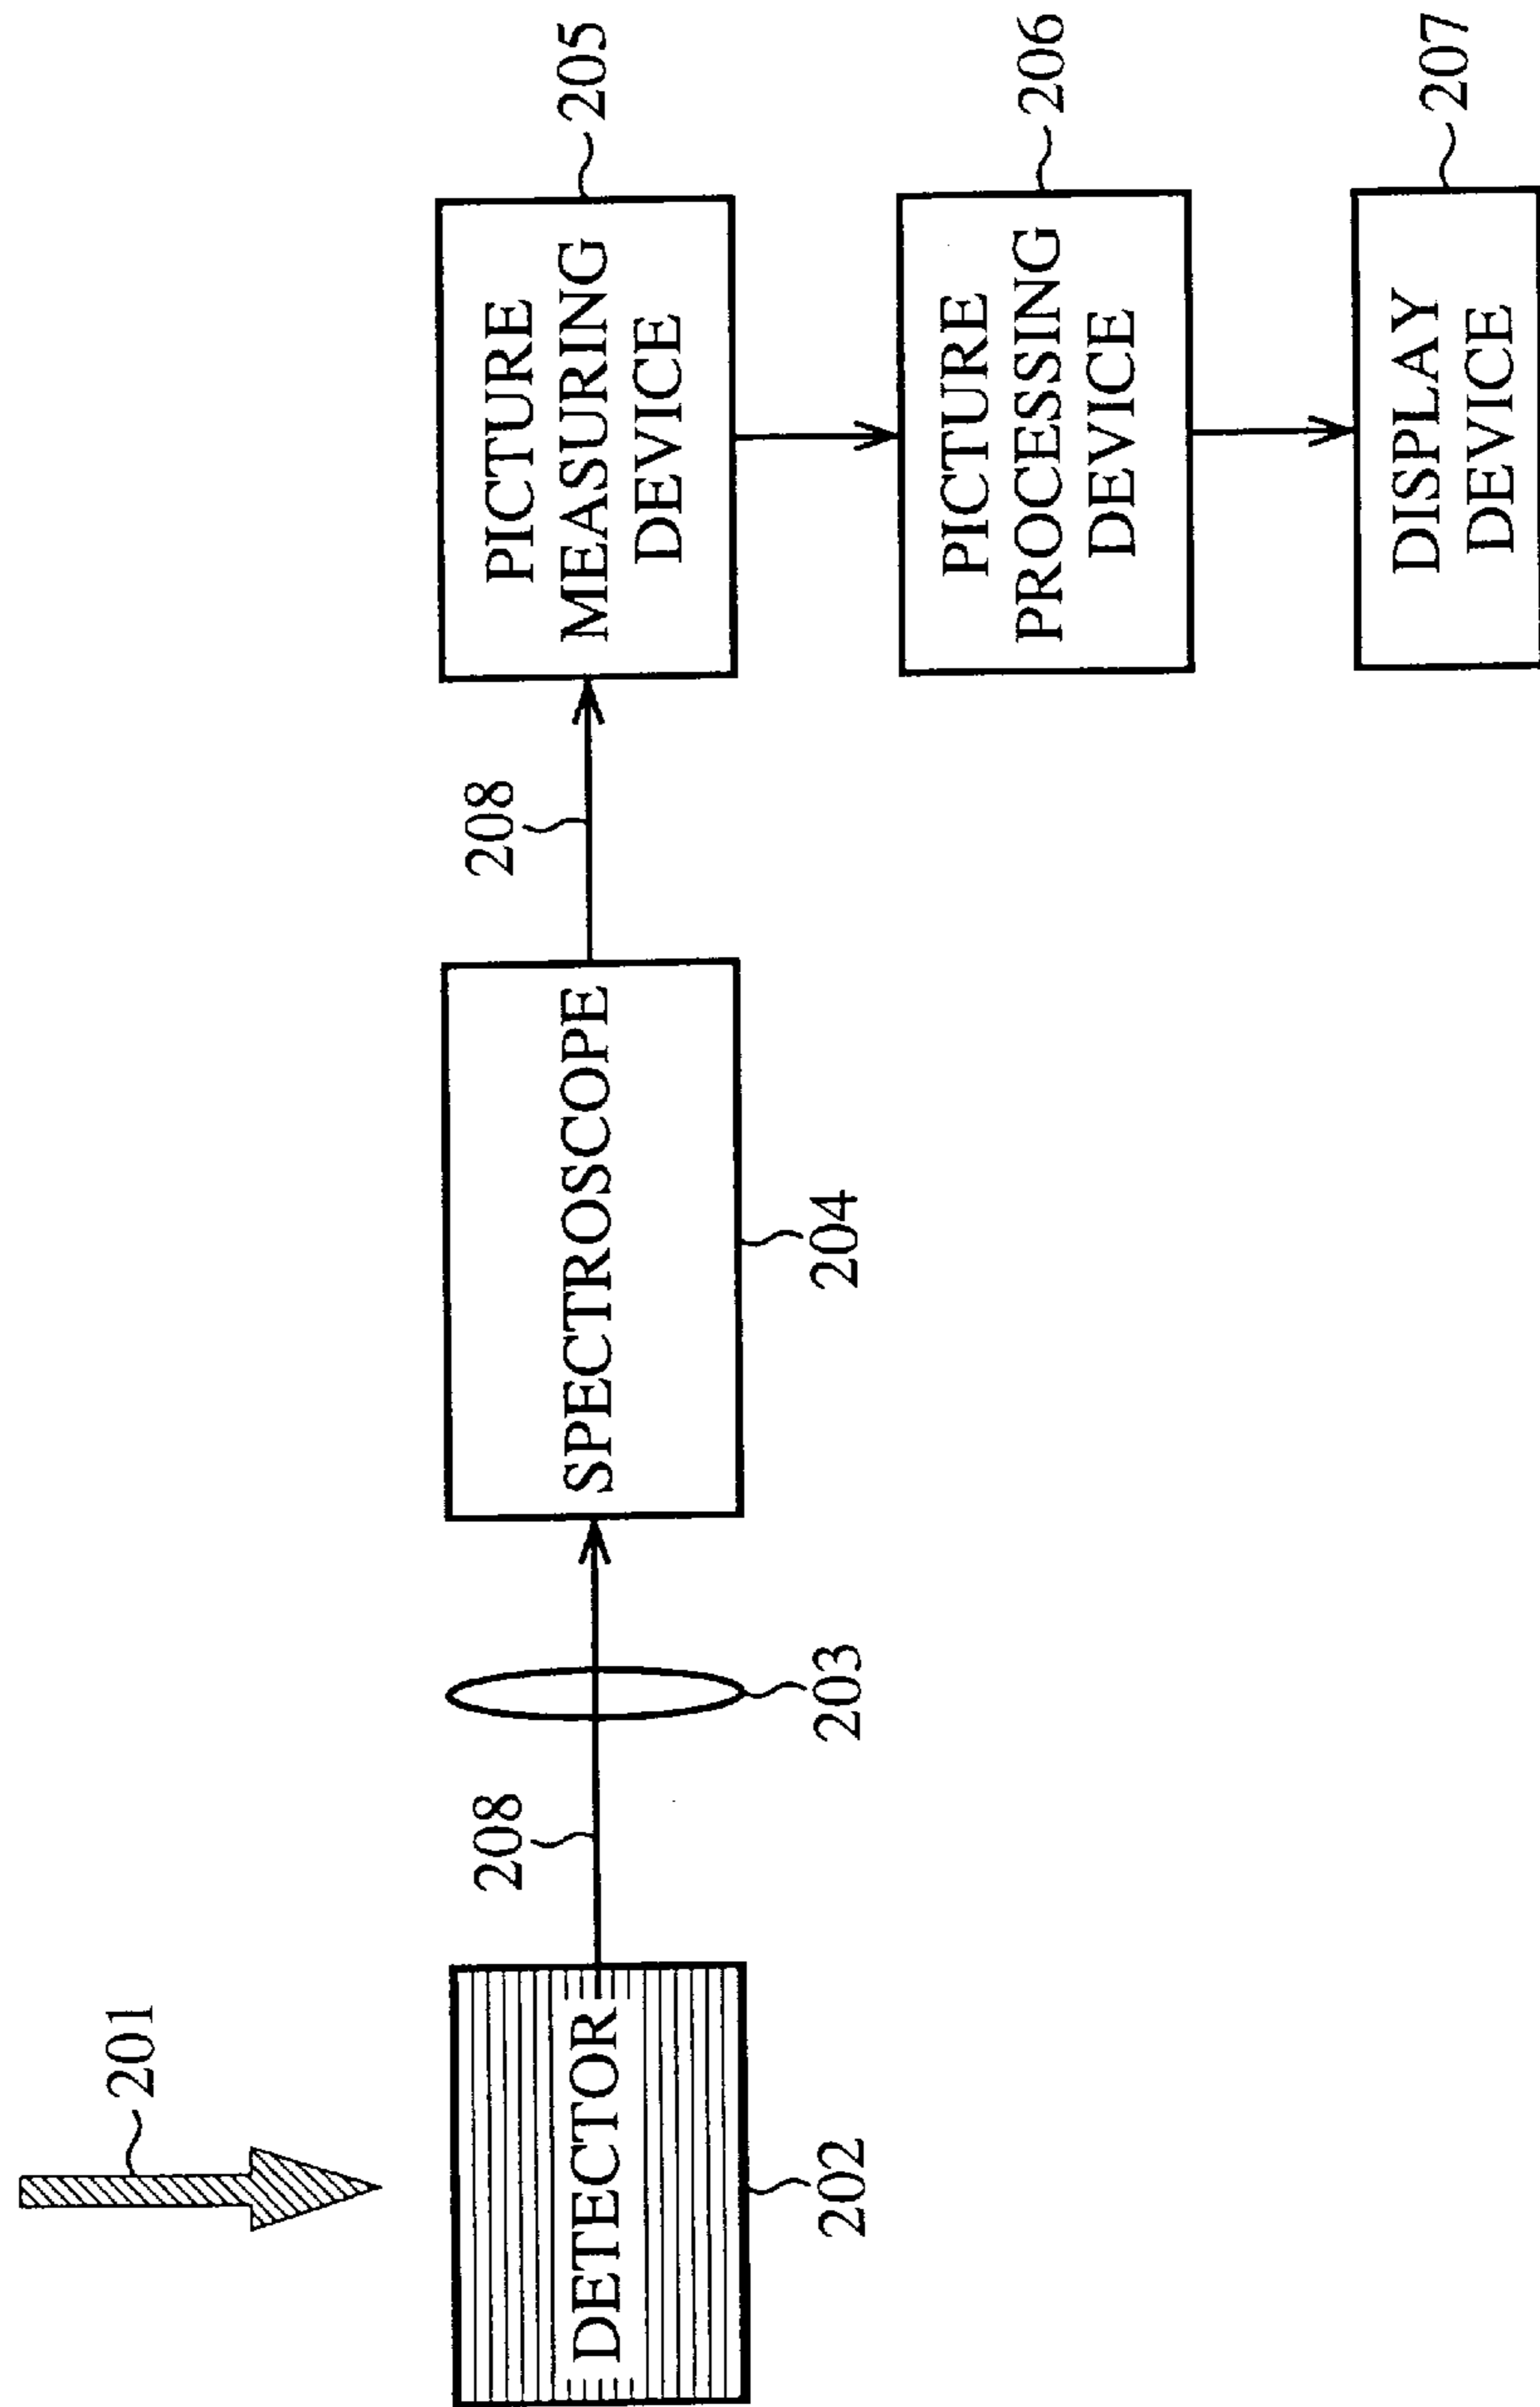 201
DETECTOR
202
208
203
SPECTROSCOPE
204
208
PICTURE
MEASURING
DEVICE
205
PICTURE
PROCESSING
DEVICE
206
DISPLAY
DEVICE
207